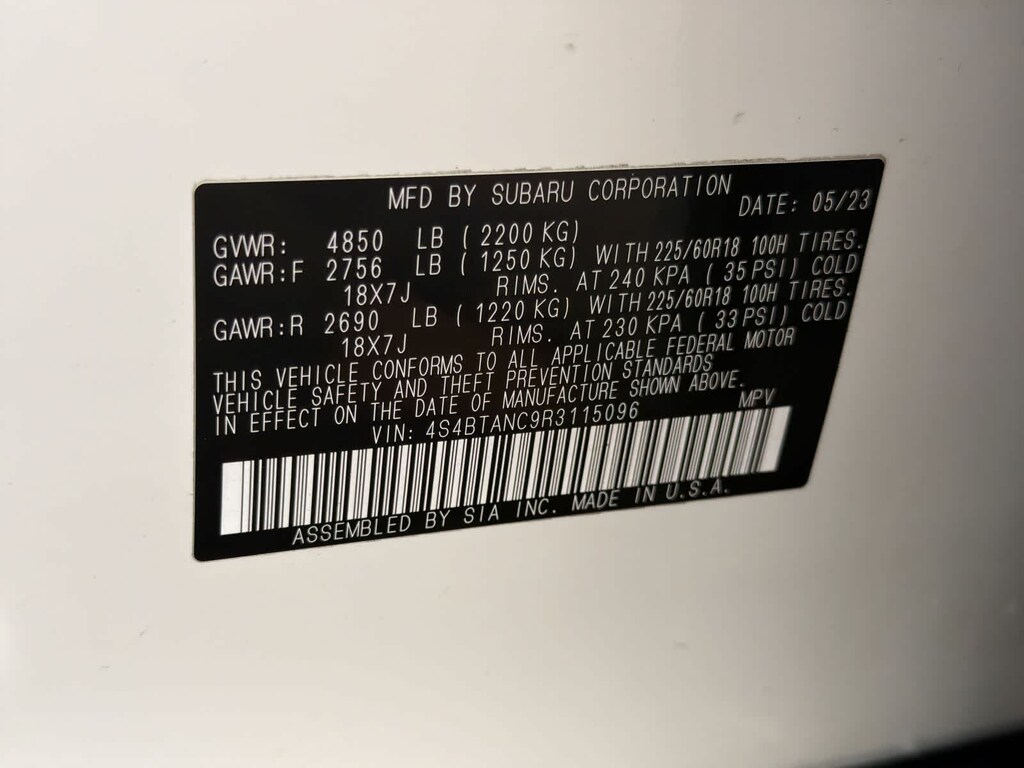 MFD BY SUBARU CORPORATION
DATE: 05/23
GVWR: 4850 LB ( 2200 KG)
GAWR:F 2756 LB ( 1250 KG) WITH 225/60R18 100H TIRES.
18X7J RIMS. AT 240 KPA ( 35 PSI) COLD
GAWR:R 2690 LB ( 1220 KG) WITH 225/60R18 100H TIRES.
18X7J RIMS. AT 230 KPA ( 33 PSI) COLD
THIS VEHICLE CONFORMS TO ALL APPLICABLE FEDERAL MOTOR
VEHICLE SAFETY AND THEFT PREVENTION STANDARDS
IN EFFECT ON THE DATE OF MANUFACTURE SHOWN ABOVE.
VIN: 4S4BTANC9R3115096 MPV
ASSEMBLED BY SIA INC. MADE IN U.S.A.